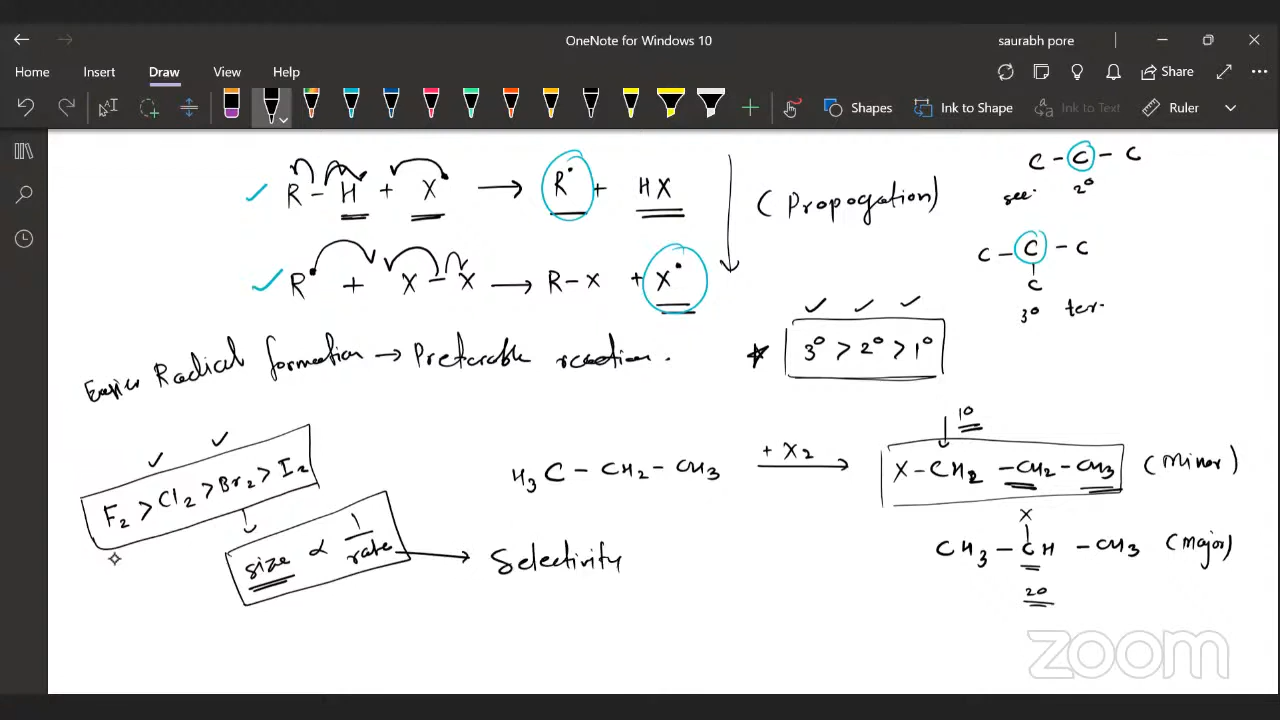 OneNote for Windows 10
saurabh pore
Home Insert Draw View Help
Share
Shapes
Ink to Shape
Ink to Text
Ruler
R – H + X ⟶ R• + HX
(Propogation)
C – C – C
sec. 2°
R• + X – X ⟶ R–X + X•
C – C – C
C
3° ter.
Easier Radical formation → Preferable reaction.
* 3° > 2° > 1°
F2 > Cl2 > Br2 > I2
size ∝ 1/rate → Selectivity
H3C – CH2 – CH3 + X2 ⟶
1°
X – CH2 – CH2 – CH3 (Minor)
X
CH3 – CH – CH3 (Major)
2°
zoom